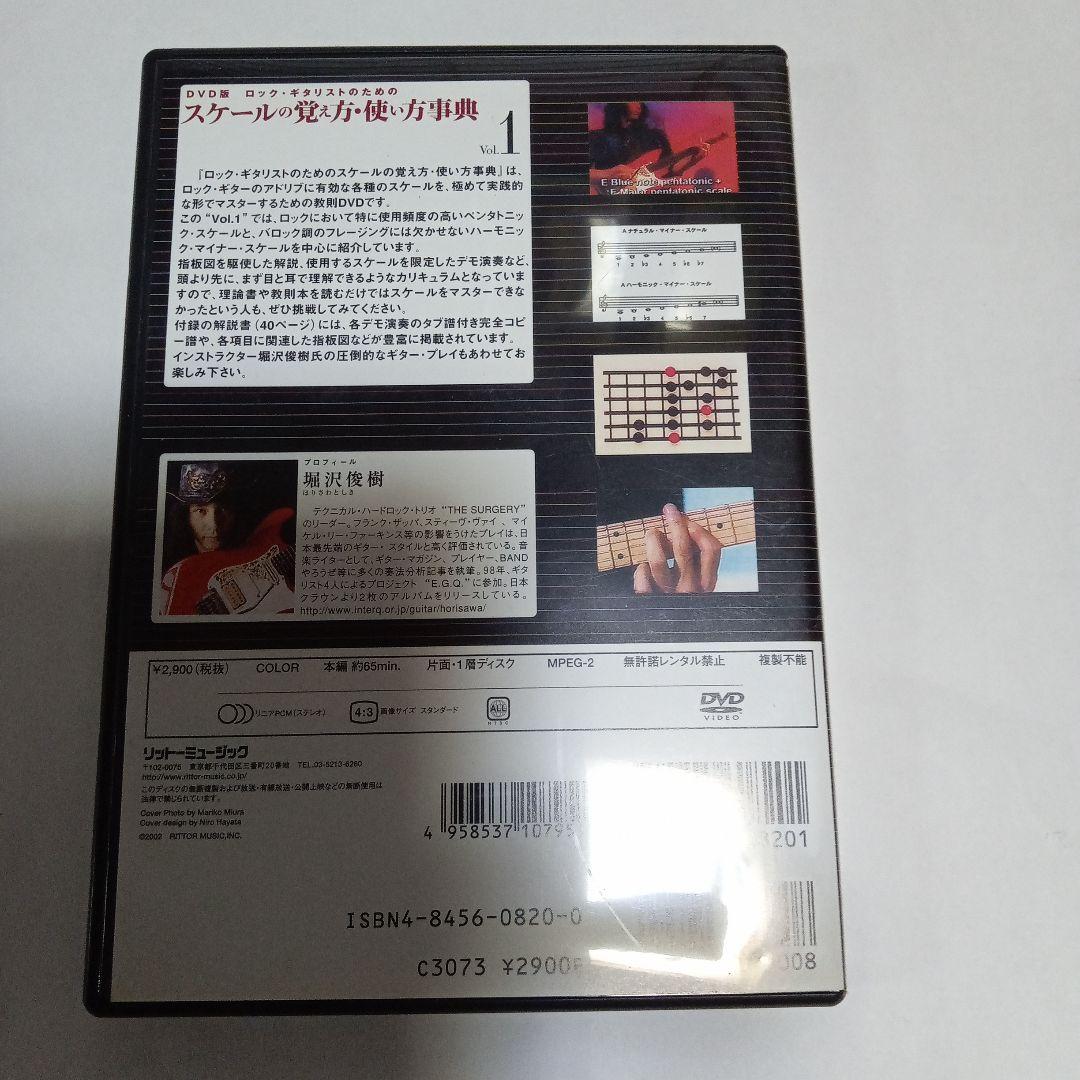 DVD版 ロック・ギタリストのための
スケールの覚え方・使い方事典
Vol. 1
『ロック・ギタリストのためのスケールの覚え方・使い方事典』は、
ロック・ギターのアドリブに有効な各種のスケールを、極めて実践的
な形でマスターするための教則DVDです。
この “Vol.1” では、ロックにおいて特に使用頻度の高いペンタトニッ
ク・スケールと、バロック調のフレージングには欠かせないハーモニッ
ク・マイナー・スケールを中心に紹介しています。
指板図を駆使した解説、使用するスケールを限定したデモ演奏など、
頭より先に、まず目と耳で理解できるようなカリキュラムとなっていま
すので、理論書や教則本を読むだけではスケールをマスターできな
かったという人も、ぜひ挑戦してみてください。
付録の解説書（40ページ）には、各デモ演奏のタブ譜付き完全コピ
ー譜や、各項目に関連した指板図などが豊富に掲載されています。
インストラクター堀沢俊樹氏の圧倒的なギター・プレイもあわせてお
楽しみ下さい。
E Blue note pentatonic +
E Major pentatonic scale
A ナチュラル・マイナー・スケール
1 2 ♭3 4 5 ♭6 ♭7
A ハーモニック・マイナー・スケール
1 2 ♭3 4 5 ♭6 7
プロフィール
堀沢俊樹
ほりさわとしき
テクニカル・ハードロック・トリオ “THE SURGERY”
のリーダー。フランク・ザッパ、スティーヴ・ヴァイ、マイ
ケル・リー・ファーキンス等の影響をうけたプレイは、日
本最先端のギター・スタイルと高く評価されている。音
楽ライターとして、ギター・マガジン、プレイヤー、BAND
やろうぜ等に多くの奏法分析記事を執筆。98年、ギタ
リスト4人によるプロジェクト “E.G.Q.”に参加。日本
クラウンより2枚のアルバムをリリースしている。
http://www.interq.or.jp/guitar/horisawa/
¥2,900（税抜） COLOR 本編 約65min. 片面・1層ディスク MPEG-2 無許諾レンタル禁止 複製不能
リニアPCM（ステレオ） 4:3 画像サイズ スタンダード ALL NTSC DVD VIDEO
リットーミュージック
〒102-0075 東京都千代田区三番町20番地 TEL.03-5213-6260
http://www.rittor-music.co.jp/
このディスクの無断複製および放送・有線放送・公開上映などの無断使用は
法律で禁じられています。
Cover Photo by Mariko Miura
Cover design by Niro Hayata
©2002 RITTOR MUSIC,INC.
4 958537 10795
3201
ISBN4-8456-0820-0
C3073 ¥2900E
008